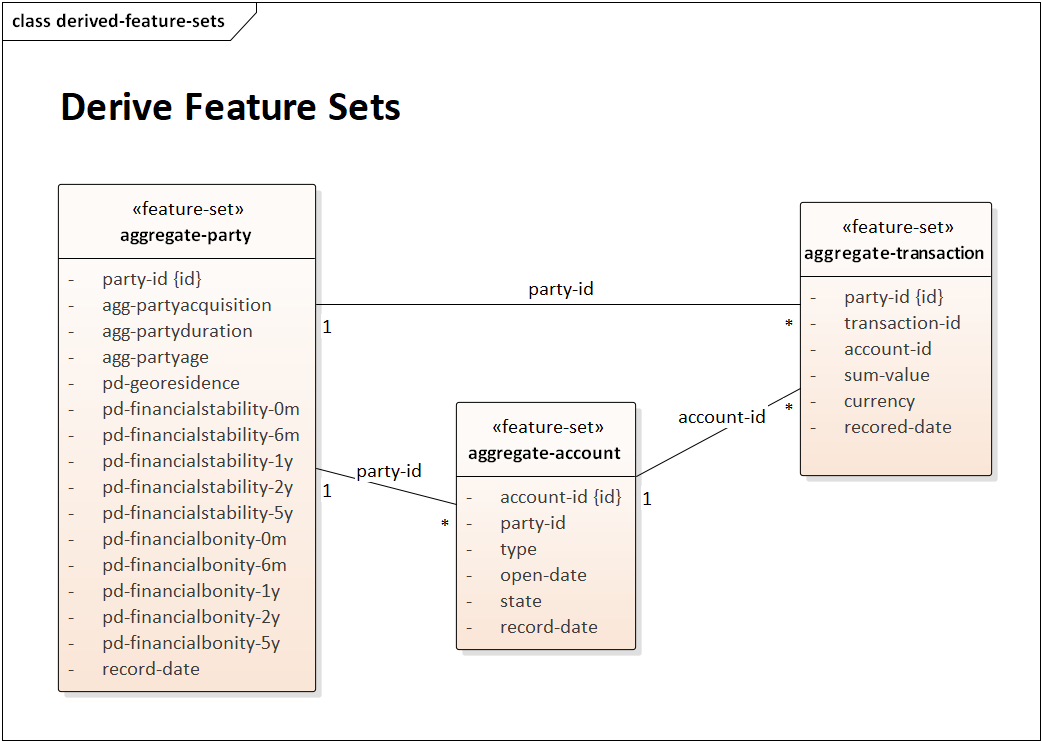 class derived-feature-sets
Derive Feature Sets
«feature-set»
aggregate-party
- party-id {id}
- agg-partyacquisition
- agg-partyduration
- agg-partyage
- pd-georesidence
- pd-financialstability-0m
- pd-financialstability-6m
- pd-financialstability-1y
- pd-financialstability-2y
- pd-financialstability-5y
- pd-financialbonity-0m
- pd-financialbonity-6m
- pd-financialbonity-1y
- pd-financialbonity-2y
- pd-financialbonity-5y
- record-date
party-id
1
*
party-id
1
*
«feature-set»
aggregate-account
- account-id {id}
- party-id
- type
- open-date
- state
- record-date
account-id
1
*
«feature-set»
aggregate-transaction
- party-id {id}
- transaction-id
- account-id
- sum-value
- currency
- recored-date